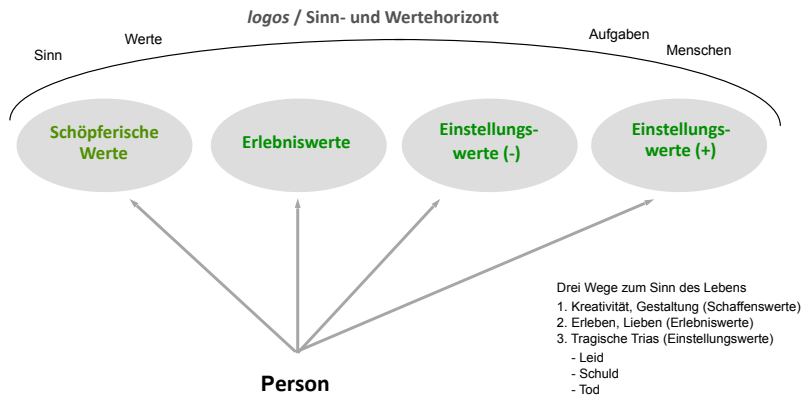 logos / Sinn- und Wertehorizont
Sinn
Werte
Aufgaben
Menschen
Schöpferische
Werte
Erlebniswerte
Einstellungs-
werte (-)
Einstellungs-
werte (+)
Drei Wege zum Sinn des Lebens
1. Kreativität, Gestaltung (Schaffenswerte)
2. Erleben, Lieben (Erlebniswerte)
3. Tragische Trias (Einstellungswerte)
- Leid
- Schuld
- Tod
Person